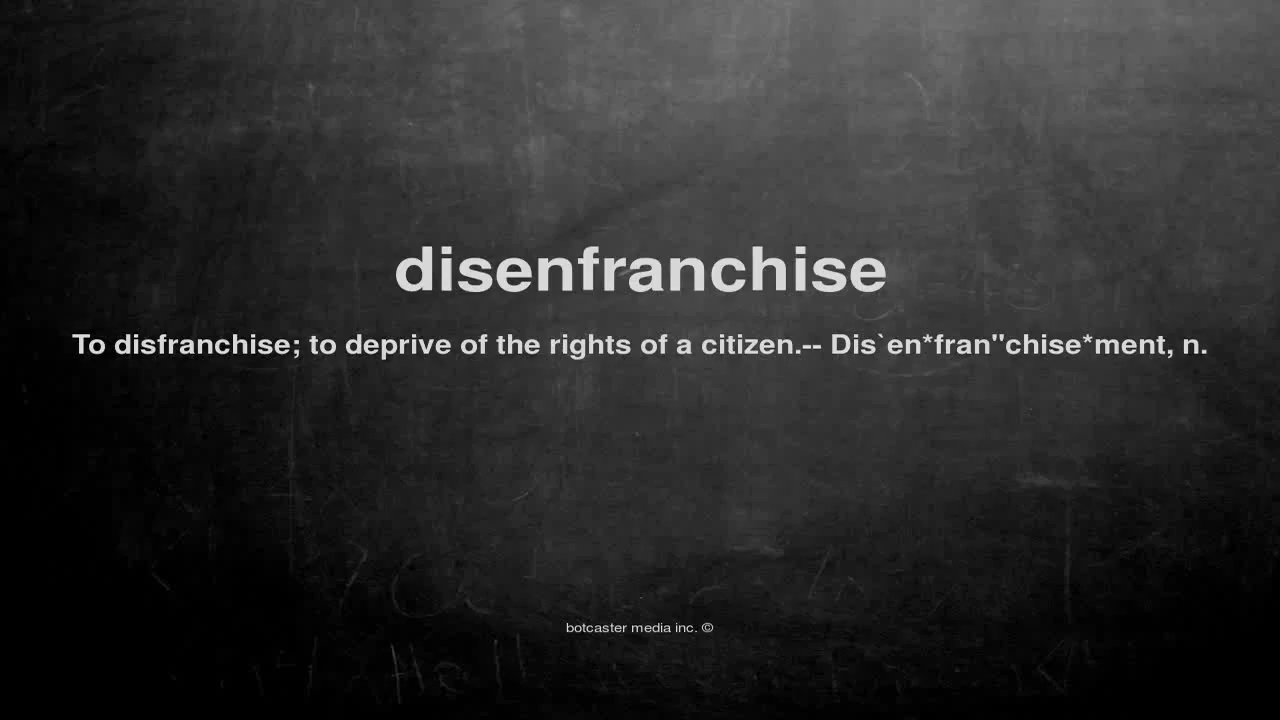 disenfranchise
To disfranchise; to deprive of the rights of a citizen.-- Dis`en*fran"chise*ment, n.
botcaster media inc. ©